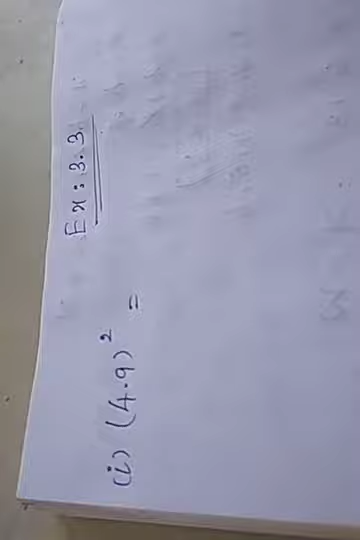 Ex : 3.3
(i) (4.9)² =